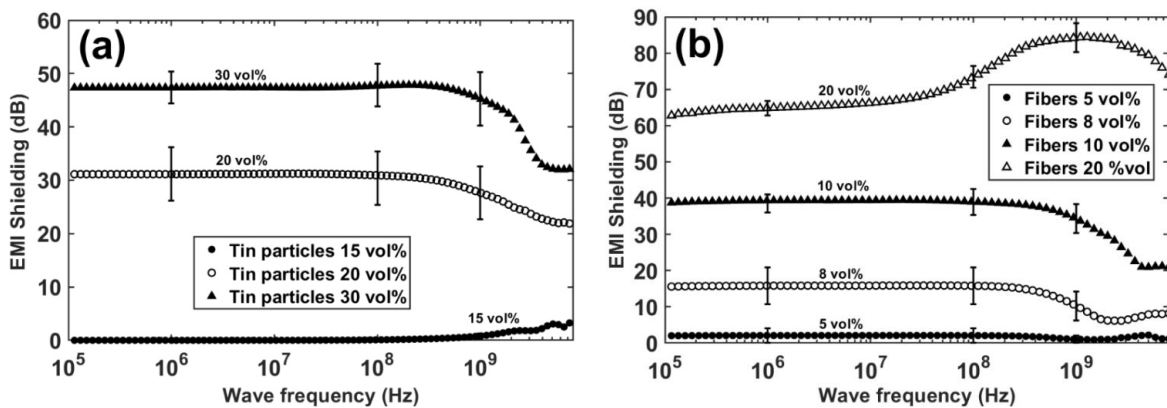 (a)
EMI Shielding (dB)
60
50
40
30
20
10
0
30 vol%
20 vol%
15 vol%
Tin particles 15 vol%
Tin particles 20 vol%
Tin particles 30 vol%
10^5
10^6
10^7
10^8
10^9
Wave frequency (Hz)
(b)
EMI Shielding (dB)
90
80
70
60
50
40
30
20
10
0
20 vol%
10 vol%
8 vol%
5 vol%
Fibers 5 vol%
Fibers 8 vol%
Fibers 10 vol%
Fibers 20 %vol
10^5
10^6
10^7
10^8
10^9
Wave frequency (Hz)